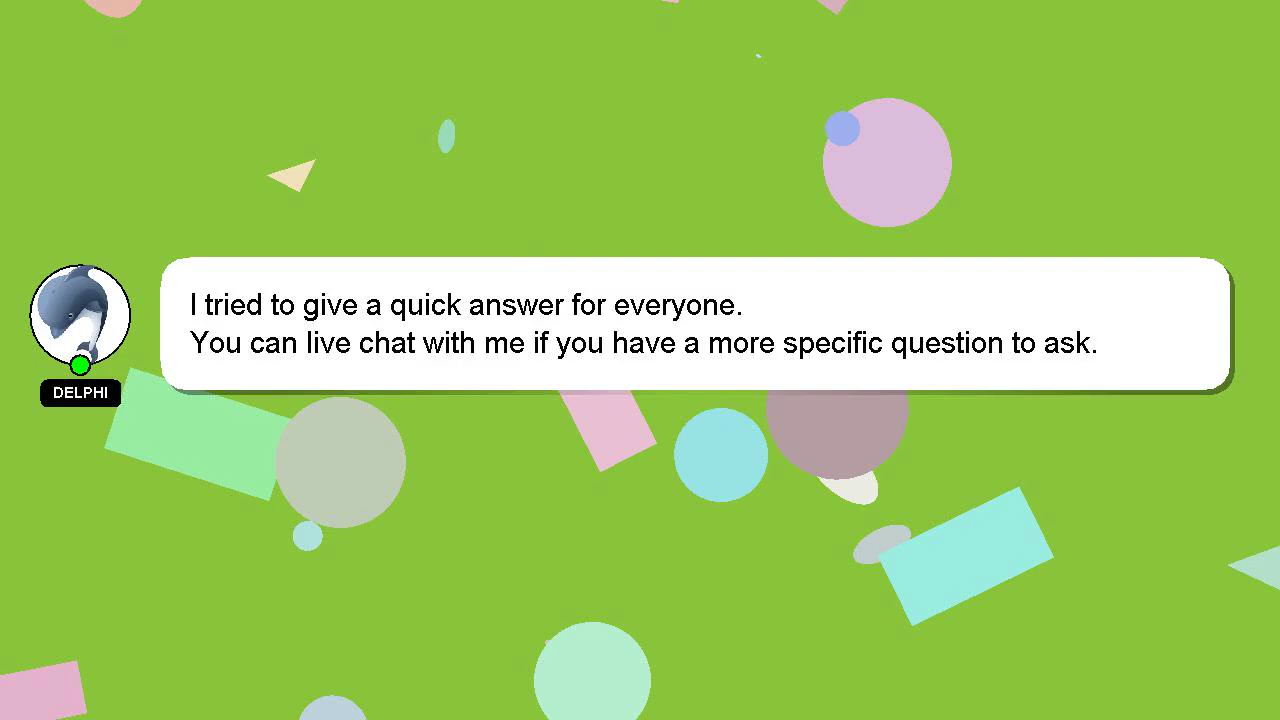 I tried to give a quick answer for everyone.
You can live chat with me if you have a more specific question to ask.
DELPHI